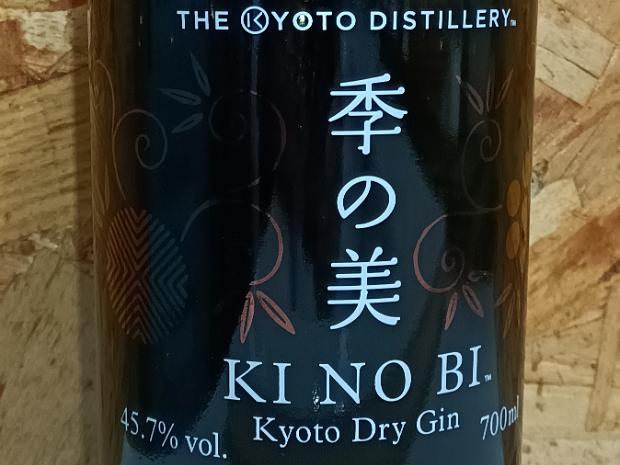 THE KYOTO DISTILLERY™
季の美
KI NO BI™
Kyoto Dry Gin
45.7% vol.
700ml